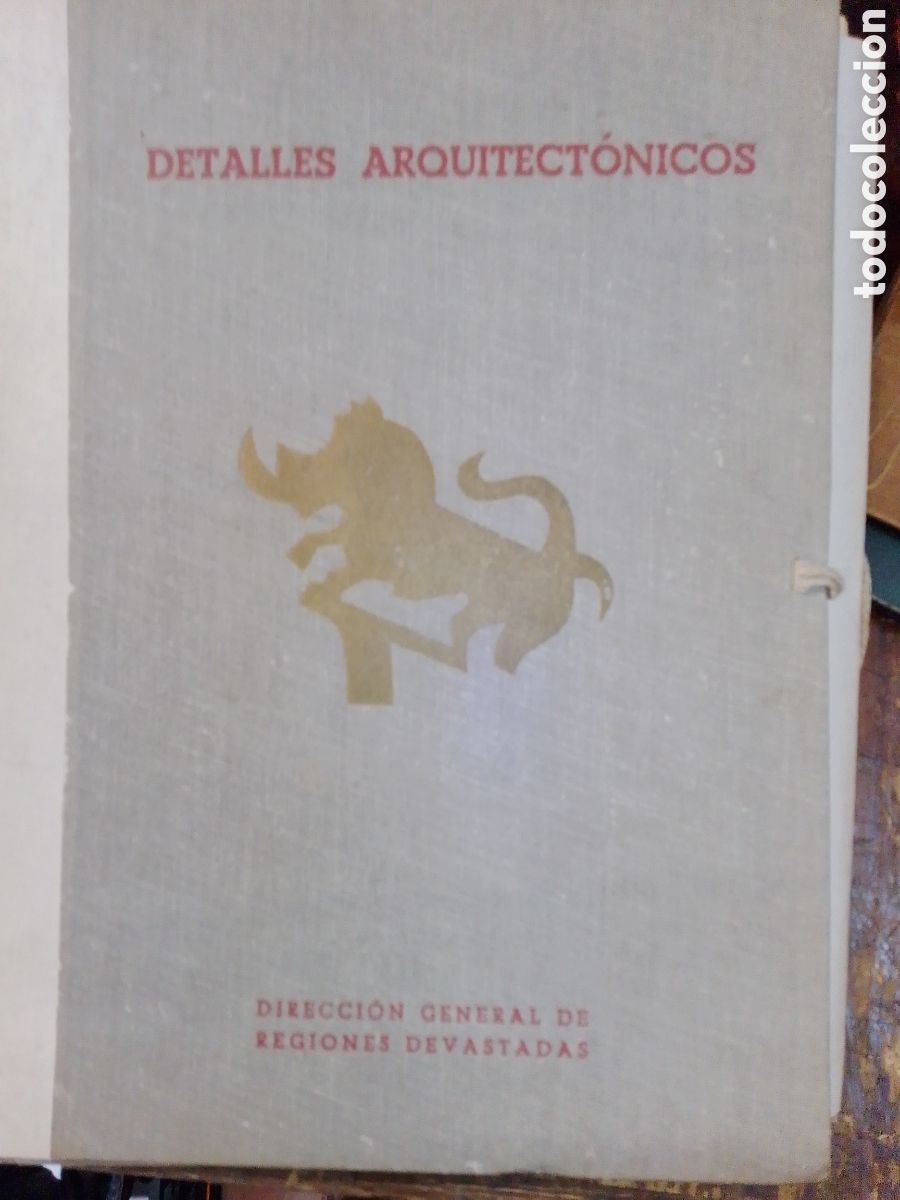 DETALLES ARQUITECTÓNICOS
DIRECCIÓN GENERAL DE
REGIONES DEVASTADAS
todocoleccion